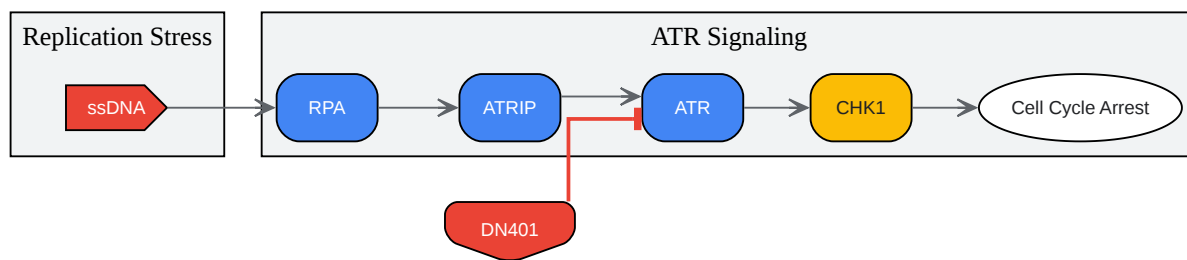 Replication Stress
ATR Signaling
ssDNA
RPA
ATRIP
ATR
CHK1
Cell Cycle Arrest
DN401